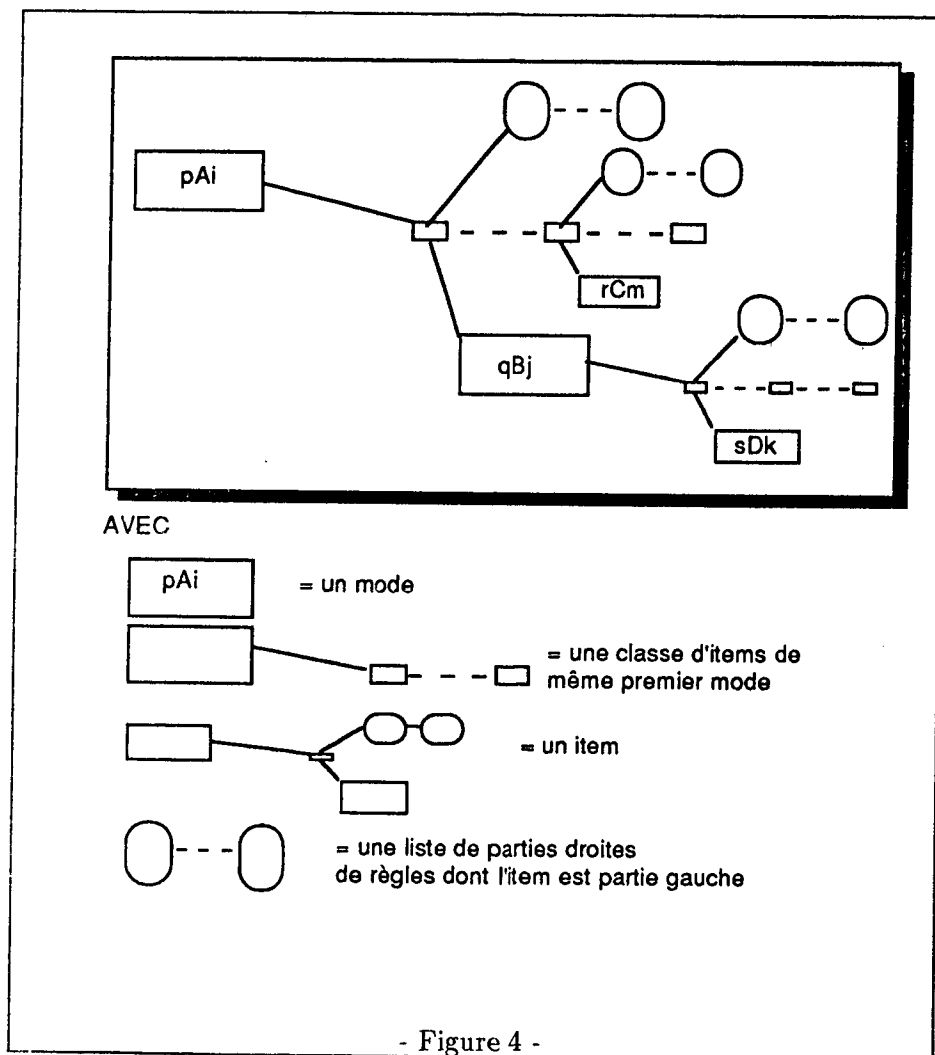 pAi
rCm
qBj
sDk
AVEC
pAi
= un mode
= une classe d'items de
même premier mode
= un item
= une liste de parties droites
de règles dont l'item est partie gauche
- Figure 4 -